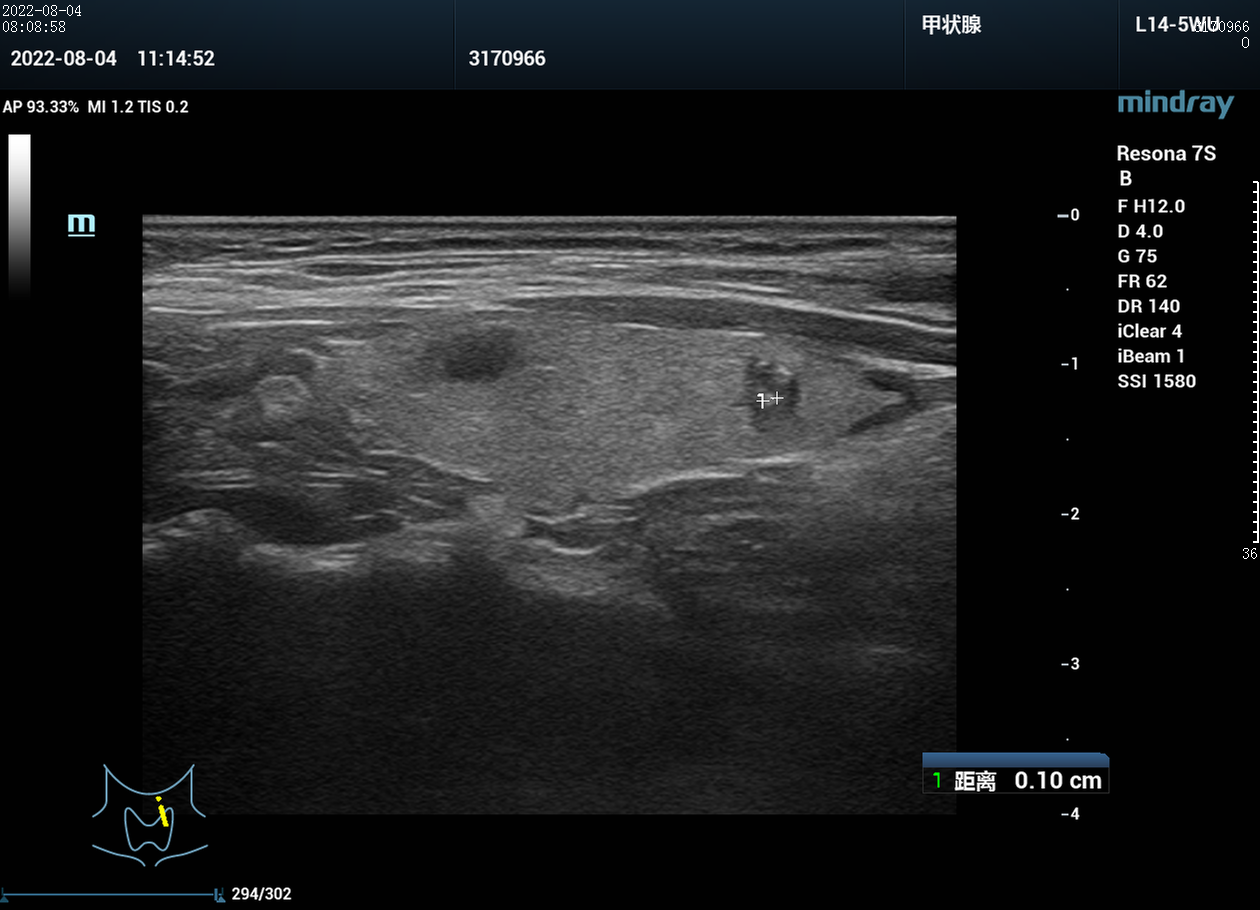 2022-08-04
08:08:58
甲状腺
L14-5WU
3170966
0
2022-08-04 11:14:52
3170966
AP 93.33% MI 1.2 TIS 0.2
mindray
Resona 7S
B
F H12.0
D 4.0
G 75
FR 62
DR 140
iClear 4
iBeam 1
SSI 1580
m
0
-1
1
-2
36
-3
1 距离 0.10 cm
-4
294/302